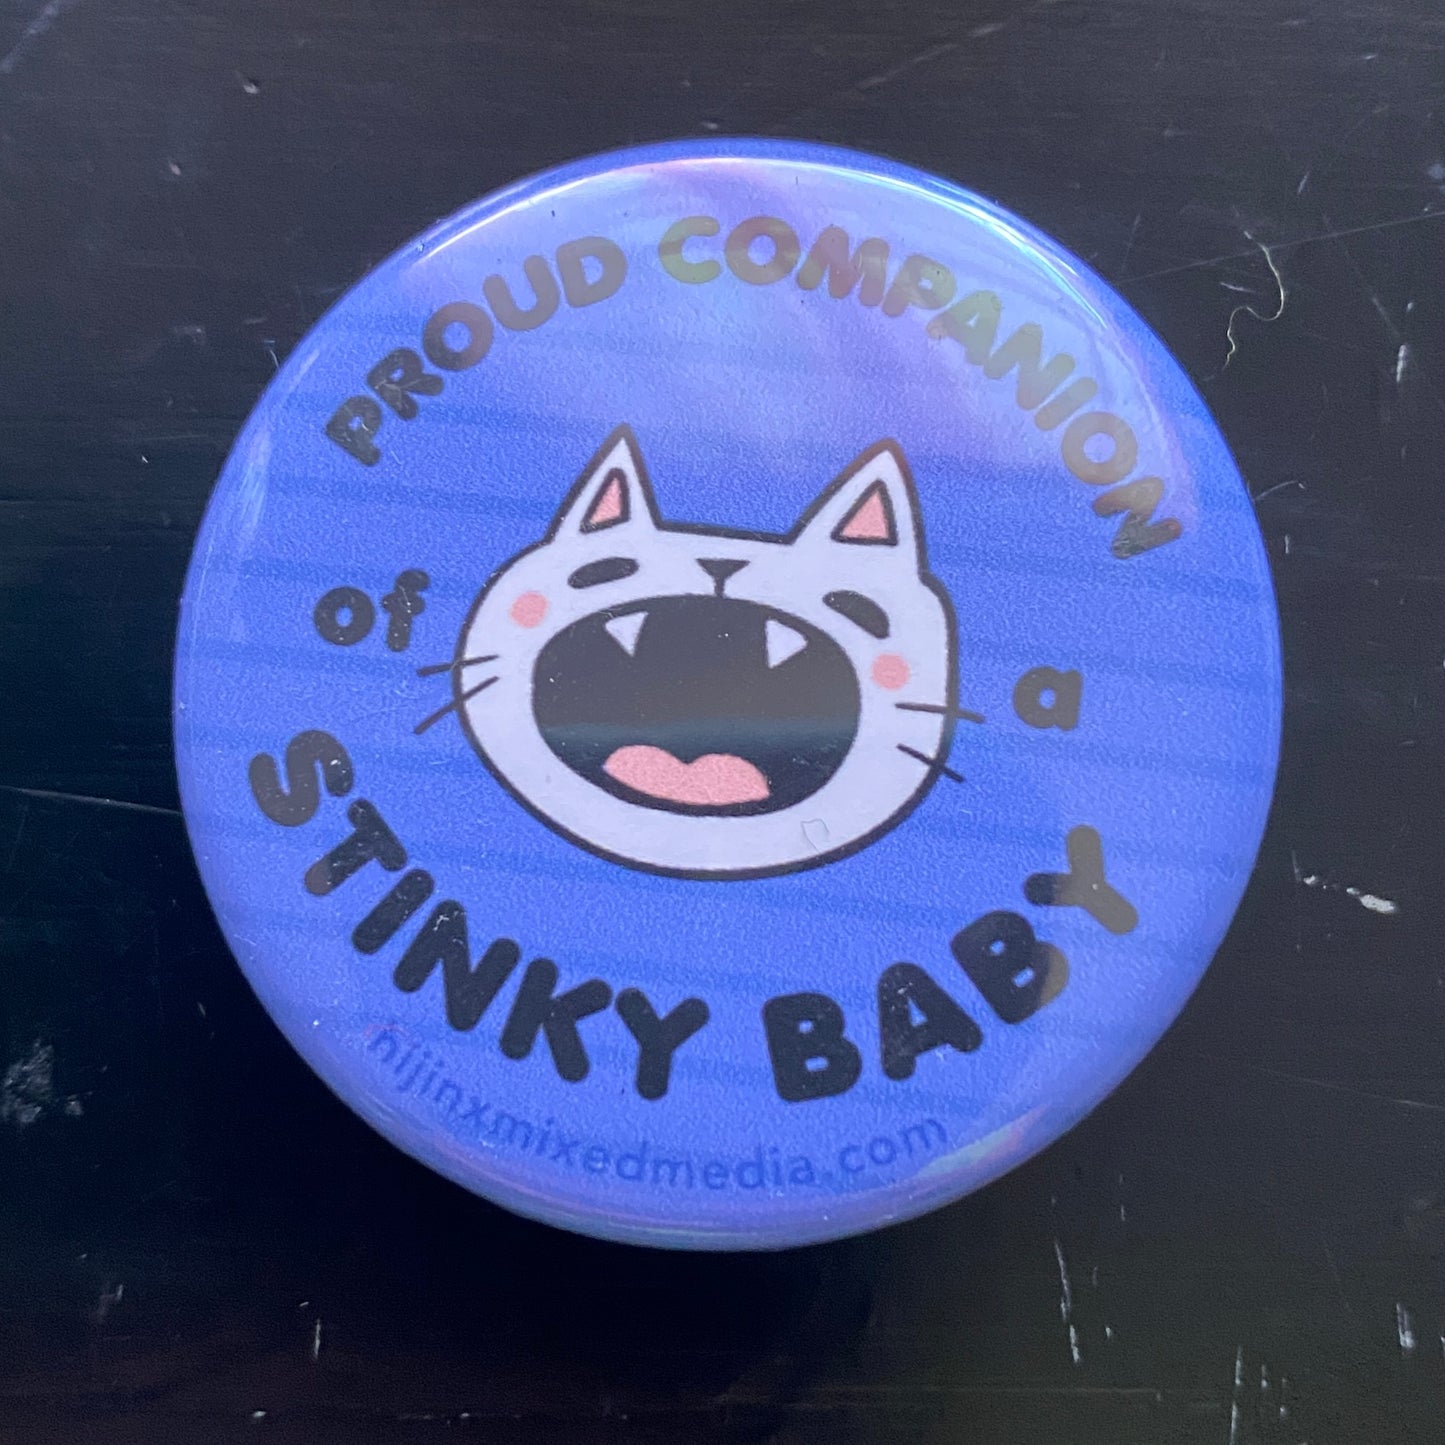 PROUD COMPANION
of a
STINKY BABY
hijinxmixedmedia.com